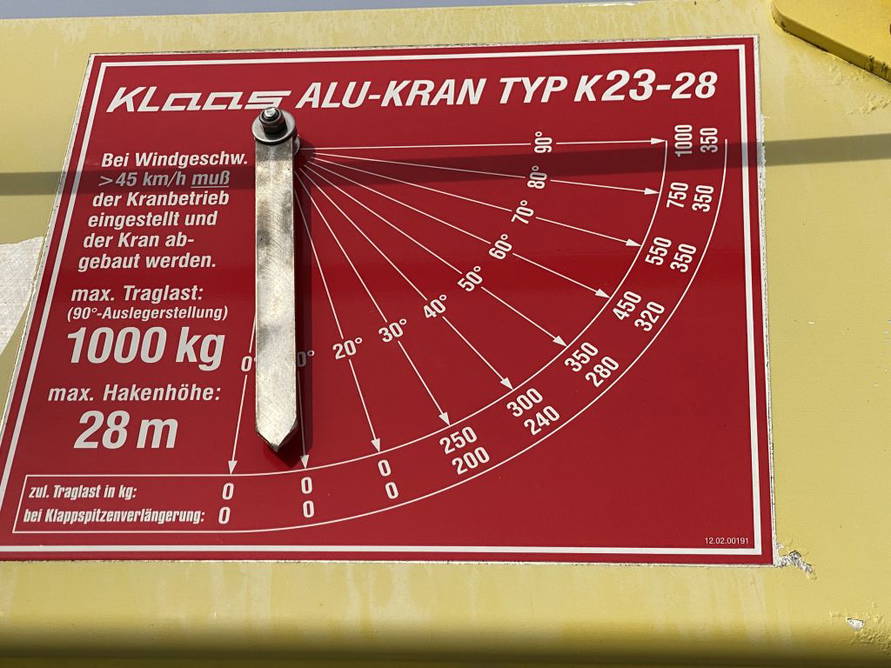 KLaas ALU-KRAN TYP K23-28
Bei Windgeschw.
>45 km/h muß
der Kranbetrieb
eingestellt und
der Kran ab-
gebaut werden.
max. Traglast:
(90°-Auslegerstellung)
1000 kg
max. Hakenhöhe:
28 m
90°
80°
70°
60°
50°
40°
30°
20°
1000
350
750
350
550
350
450
320
350
280
300
240
250
200
zul. Traglast in kg: 0 0 0
bei Klappspitzenverlängerung: 0 0 0
12.02.00191